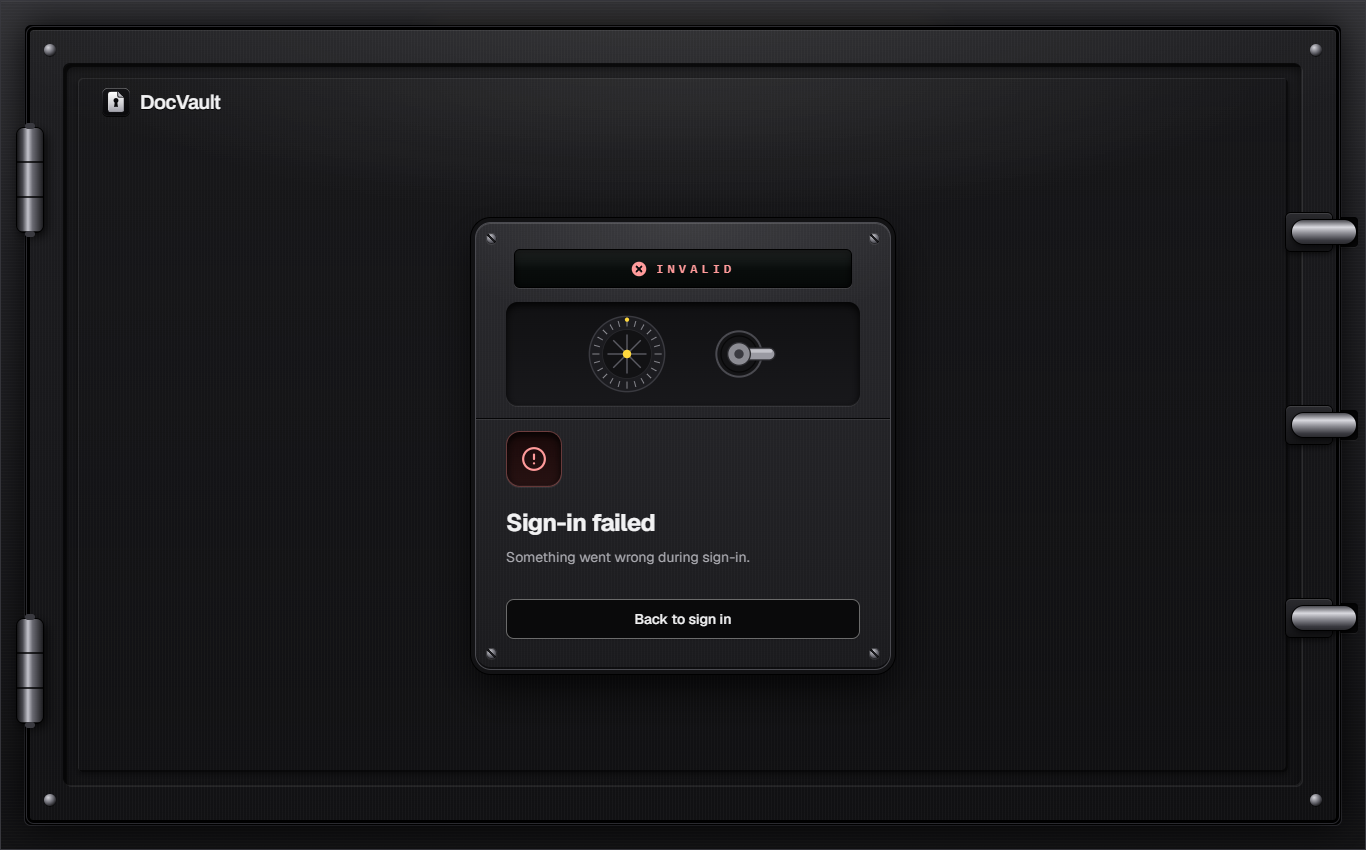 DocVault
INVALID
Sign-in failed
Something went wrong during sign-in.
Back to sign in